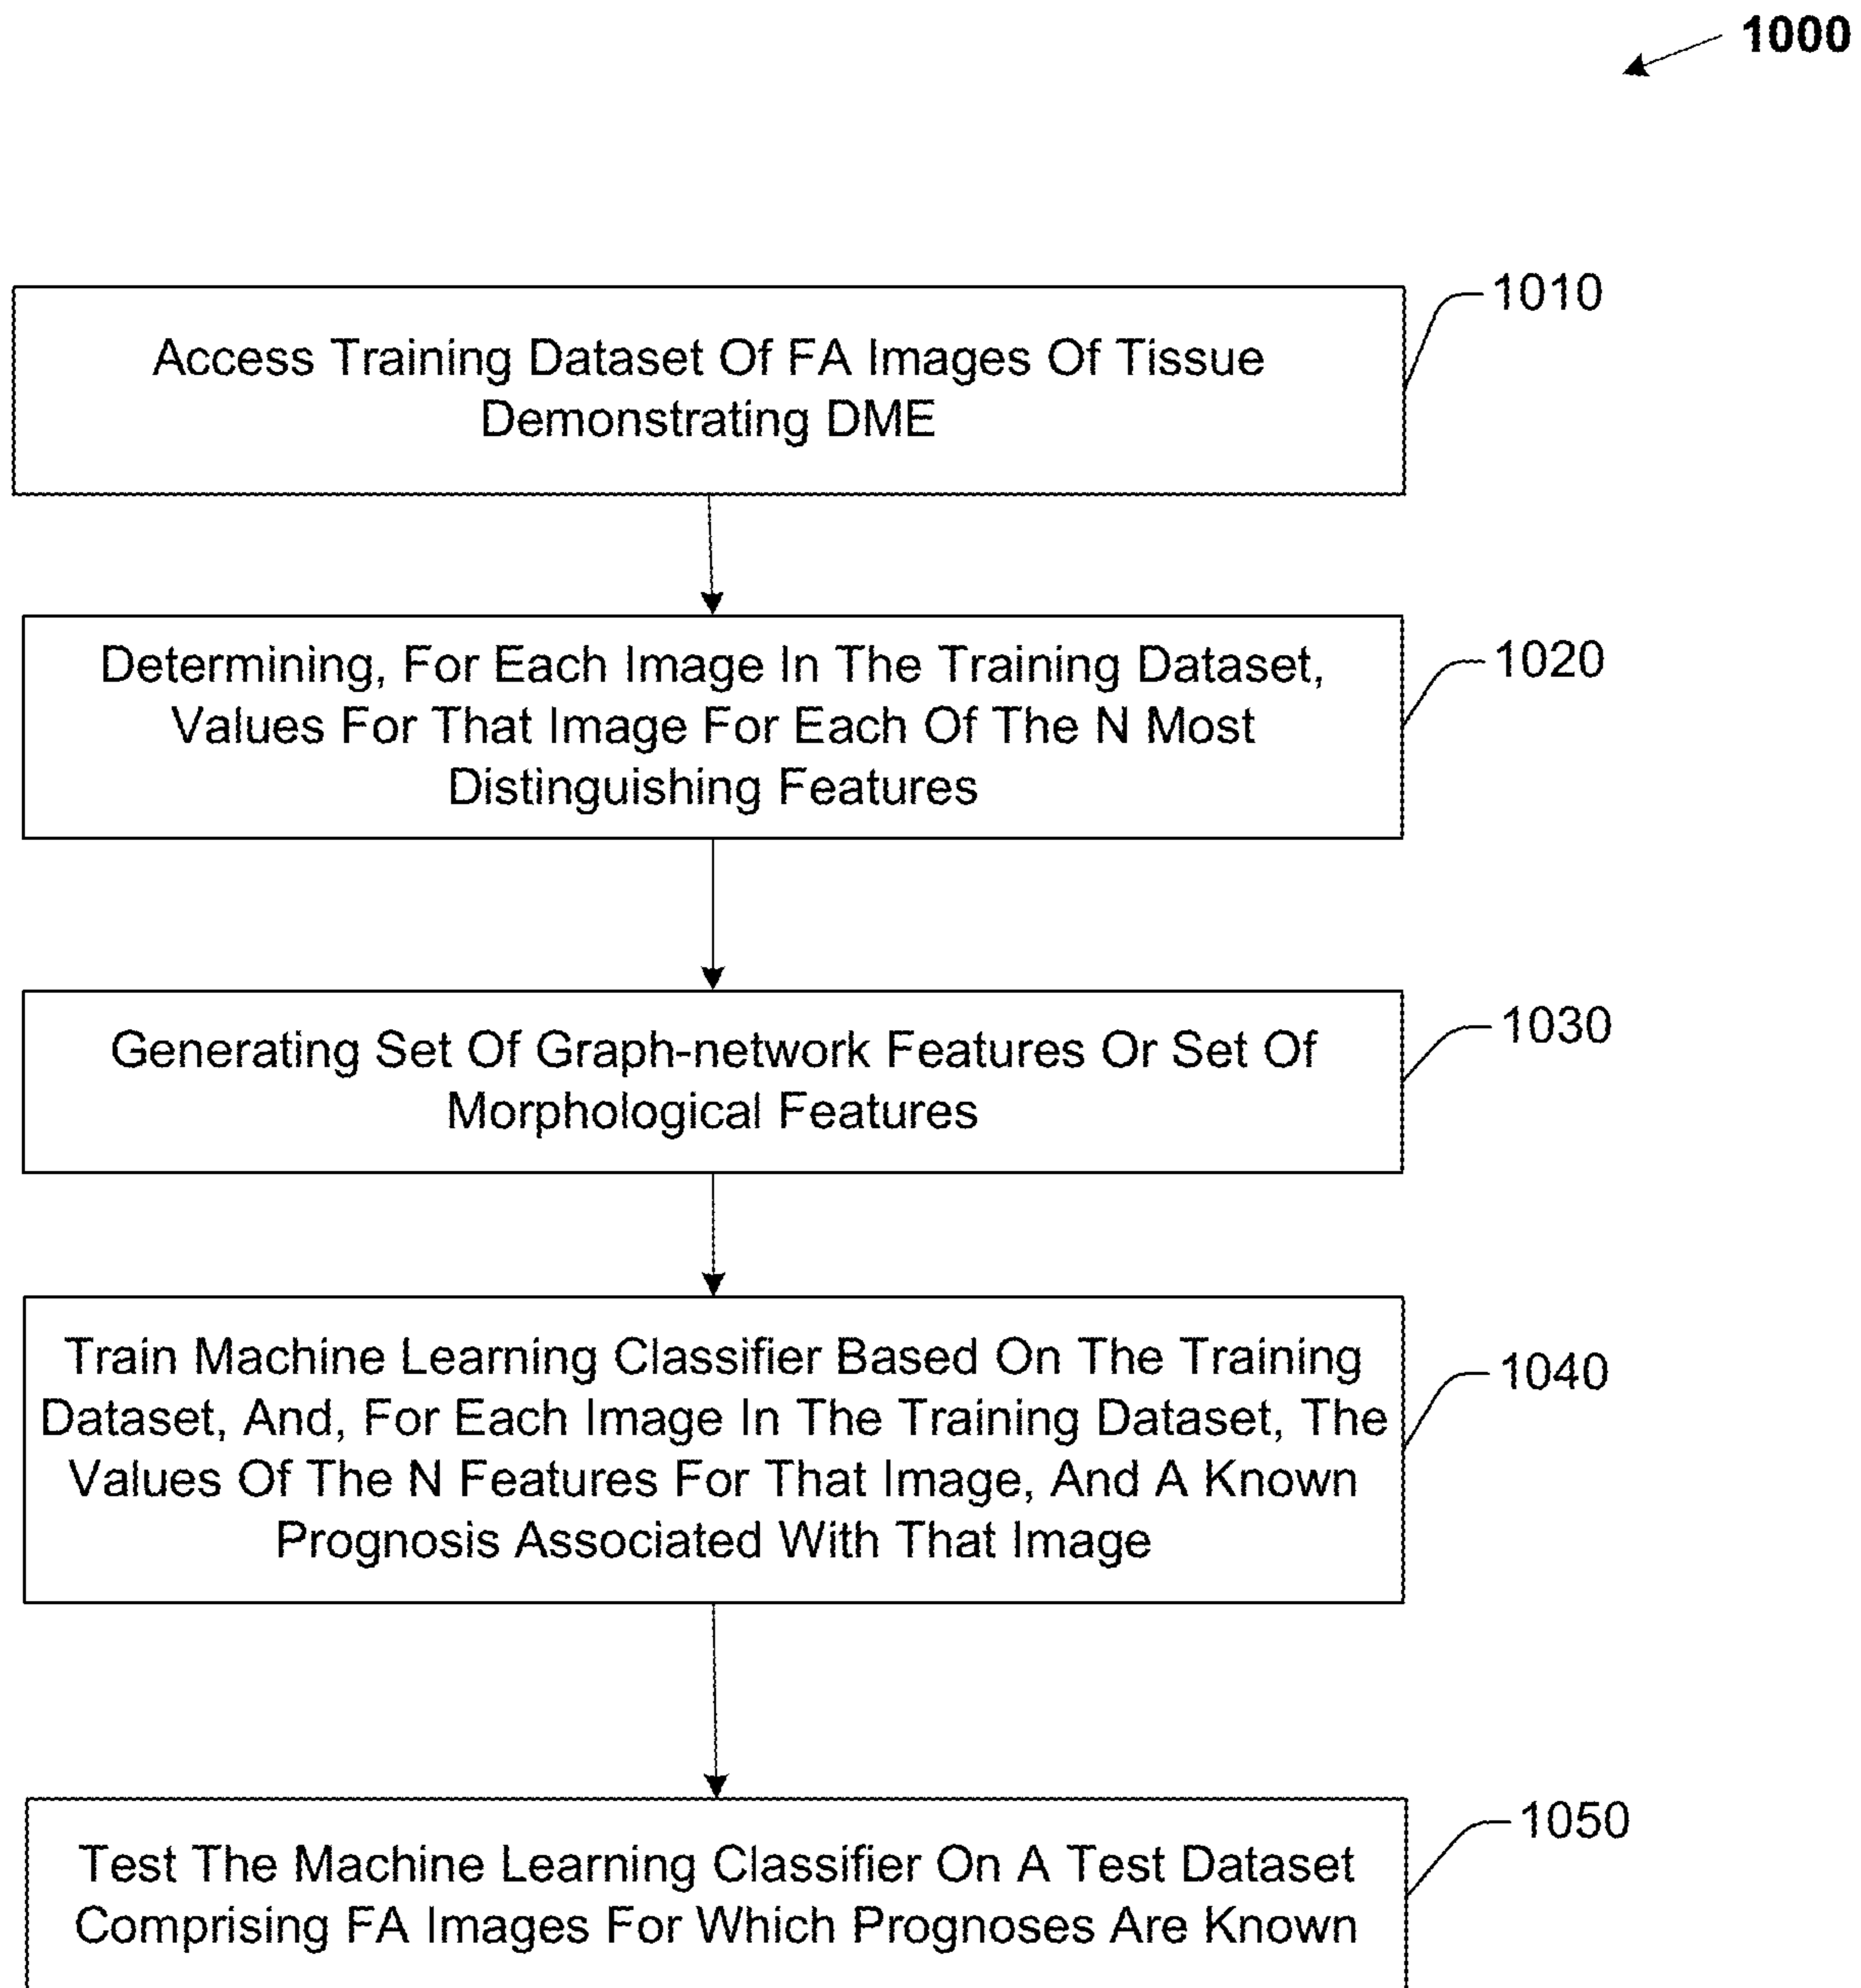 1000
1010
Access Training Dataset Of FA Images Of Tissue
Demonstrating DME
1020
Determining, For Each Image In The Training Dataset,
Values For That Image For Each Of The N Most
Distinguishing Features
1030
Generating Set Of Graph-network Features Or Set Of
Morphological Features
1040
Train Machine Learning Classifier Based On The Training
Dataset, And, For Each Image In The Training Dataset, The
Values Of The N Features For That Image, And A Known
Prognosis Associated With That Image
1050
Test The Machine Learning Classifier On A Test Dataset
Comprising FA Images For Which Prognoses Are Known